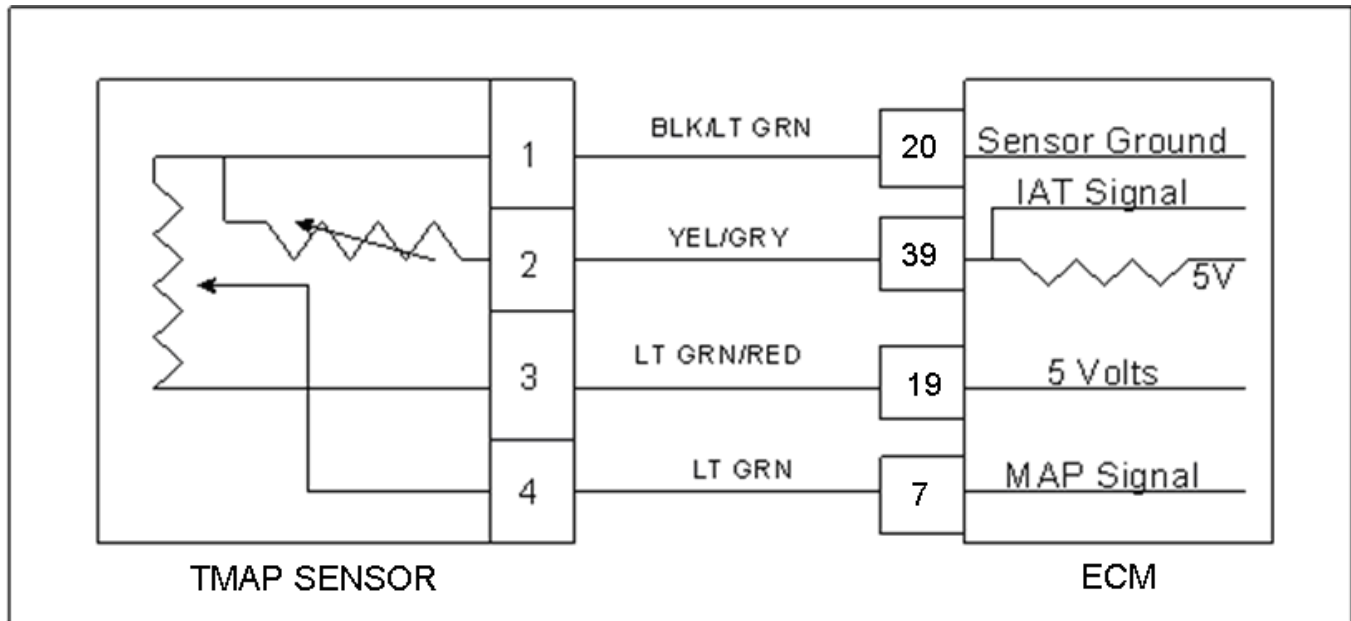 1
BLK/LT GRN
20
Sensor Ground
IAT Signal
2
YEL/GRY
39
5V
3
LT GRN/RED
19
5 Volts
4
LT GRN
7
MAP Signal
TMAP SENSOR
ECM